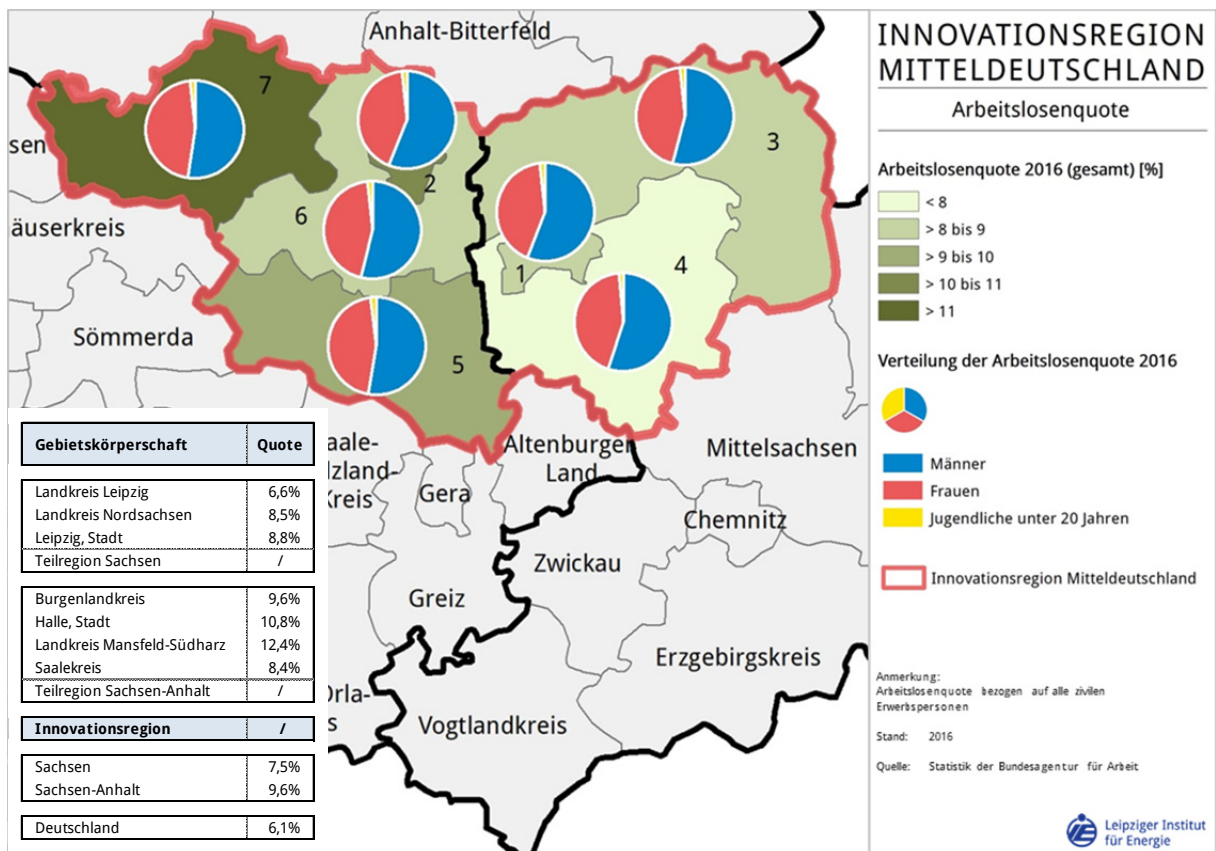 Anhalt-Bitterfeld
7
sen
2
3
äuserkreis
6
1
4
Sömmerda
5
aale-
lzland-
Kreis
Altenburger
Land
Gera
Mittelsachsen
Chemnitz
Zwickau
Greiz
Erzgebirgskreis
Orla-
s
Vogtlandkreis
Gebietskörperschaft Quote
Landkreis Leipzig 6,6%
Landkreis Nordsachsen 8,5%
Leipzig, Stadt 8,8%
Teilregion Sachsen /
Burgenlandkreis 9,6%
Halle, Stadt 10,8%
Landkreis Mansfeld-Südharz 12,4%
Saalekreis 8,4%
Teilregion Sachsen-Anhalt /
Innovationsregion /
Sachsen 7,5%
Sachsen-Anhalt 9,6%
Deutschland 6,1%
INNOVATIONSREGION
MITTELDEUTSCHLAND
Arbeitslosenquote
Arbeitslosenquote 2016 (gesamt) [%]
< 8
> 8 bis 9
> 9 bis 10
> 10 bis 11
> 11
Verteilung der Arbeitslosenquote 2016
Männer
Frauen
Jugendliche unter 20 Jahren
Innovationsregion Mitteldeutschland
Anmerkung:
Arbeitslosenquote bezogen auf alle zivilen
Erwerbspersonen
Stand: 2016
Quelle: Statistik der Bundesagentur für Arbeit
Leipziger Institut
für Energie